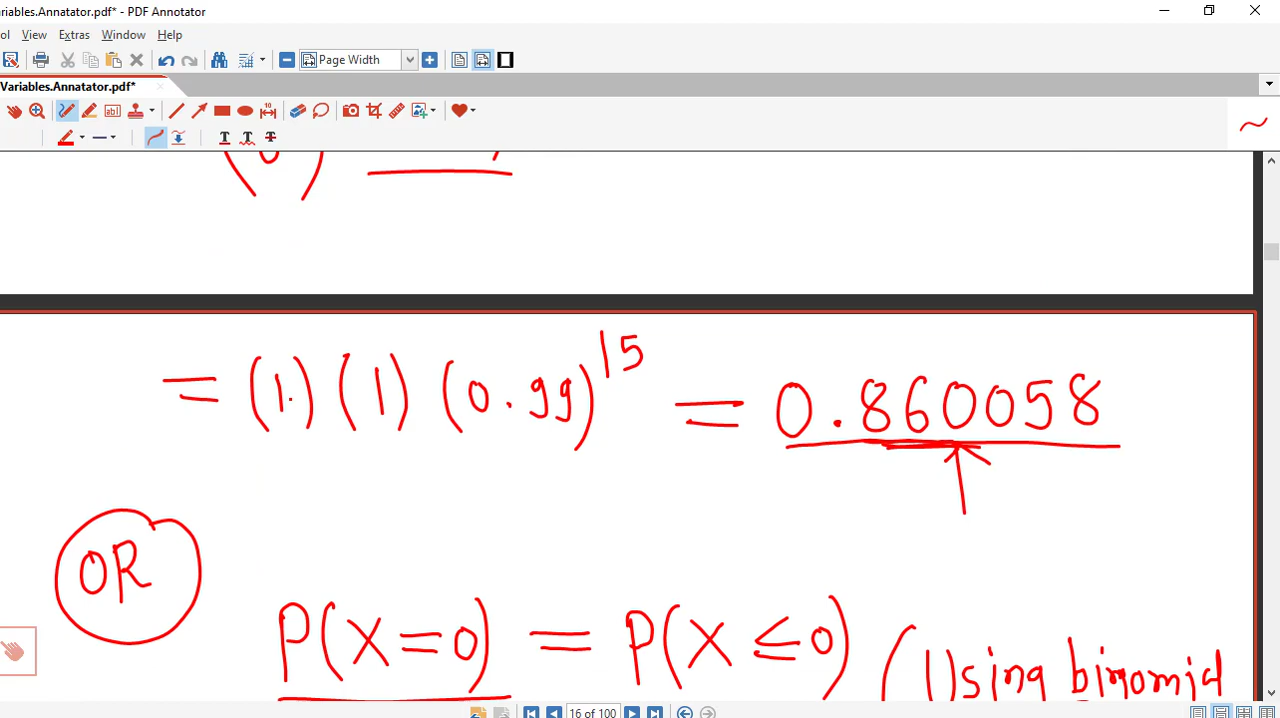 ariables.Annatator.pdf* - PDF Annotator
ol View Extras Window Help
Page Width
Variables.Annatator.pdf*
= (1.) (1) (0.99)^15 = 0.860058
OR
P(X=0) = P(X≤0) (Using binomial
16 of 100